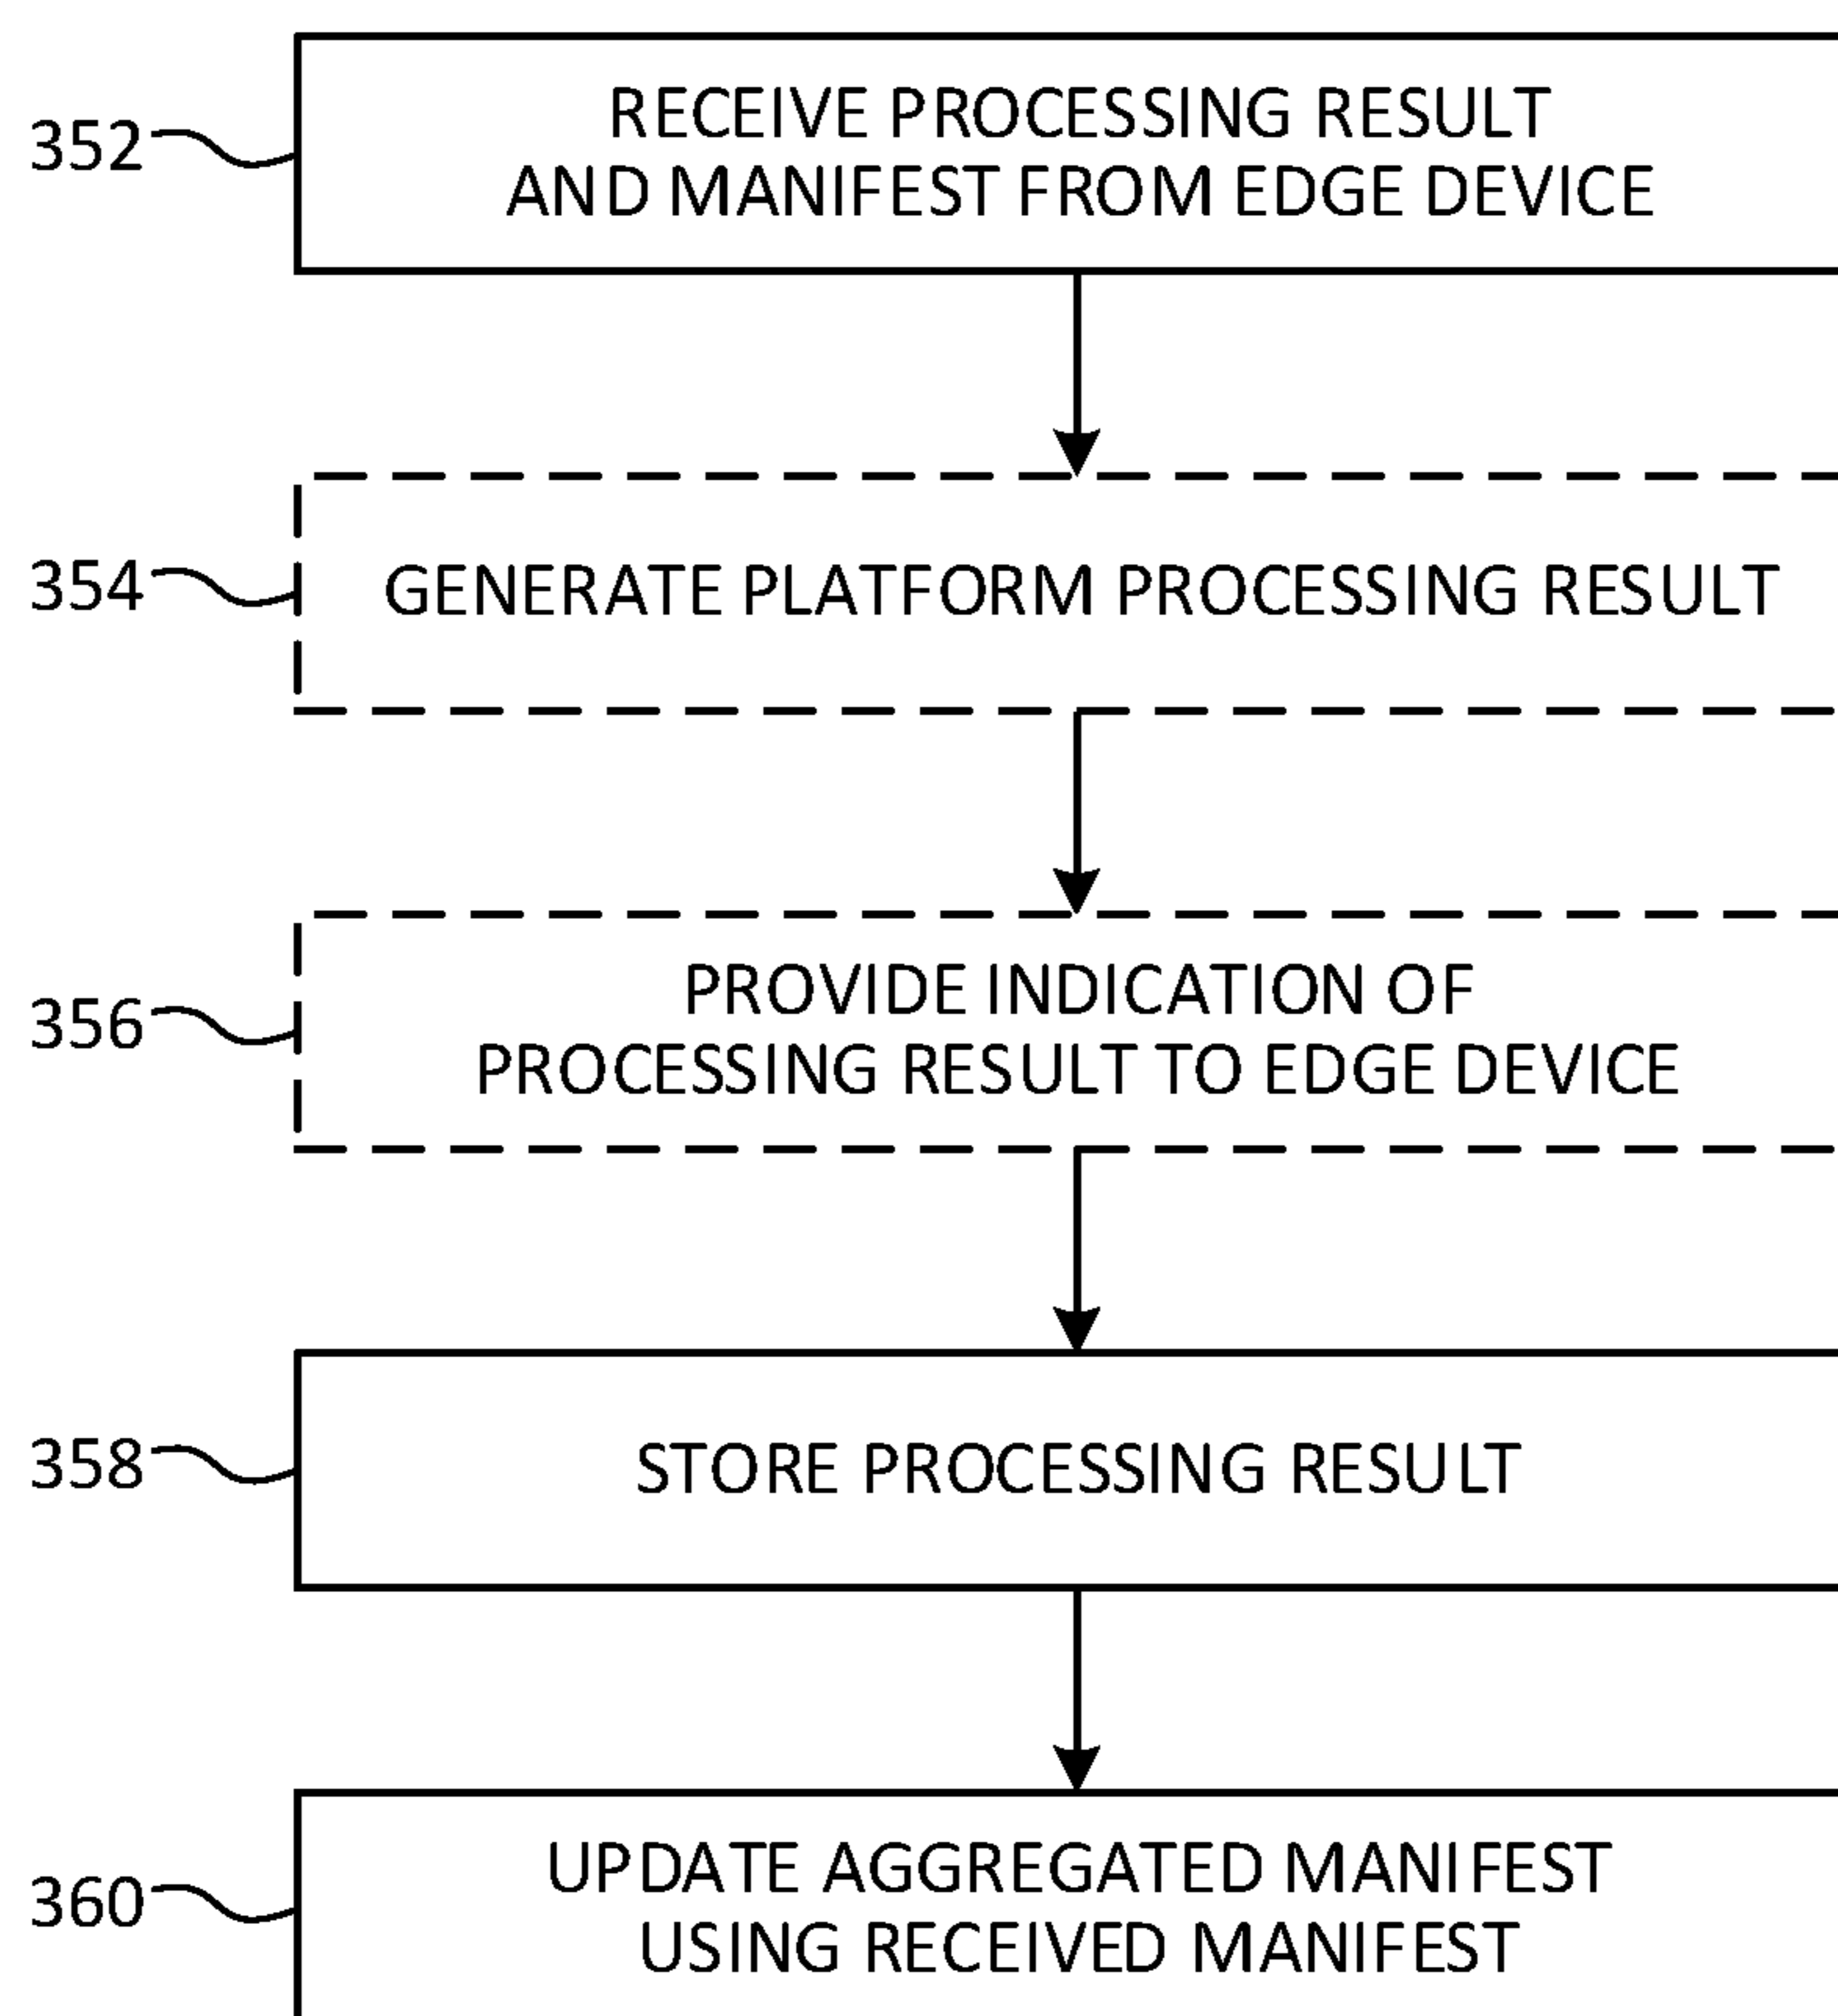 352
RECEIVE PROCESSING RESULT
AND MANIFEST FROM EDGE DEVICE
354
GENERATE PLATFORM PROCESSING RESULT
356
PROVIDE INDICATION OF
PROCESSING RESULT TO EDGE DEVICE
358
STORE PROCESSING RESULT
360
UPDATE AGGREGATED MANIFEST
USING RECEIVED MANIFEST